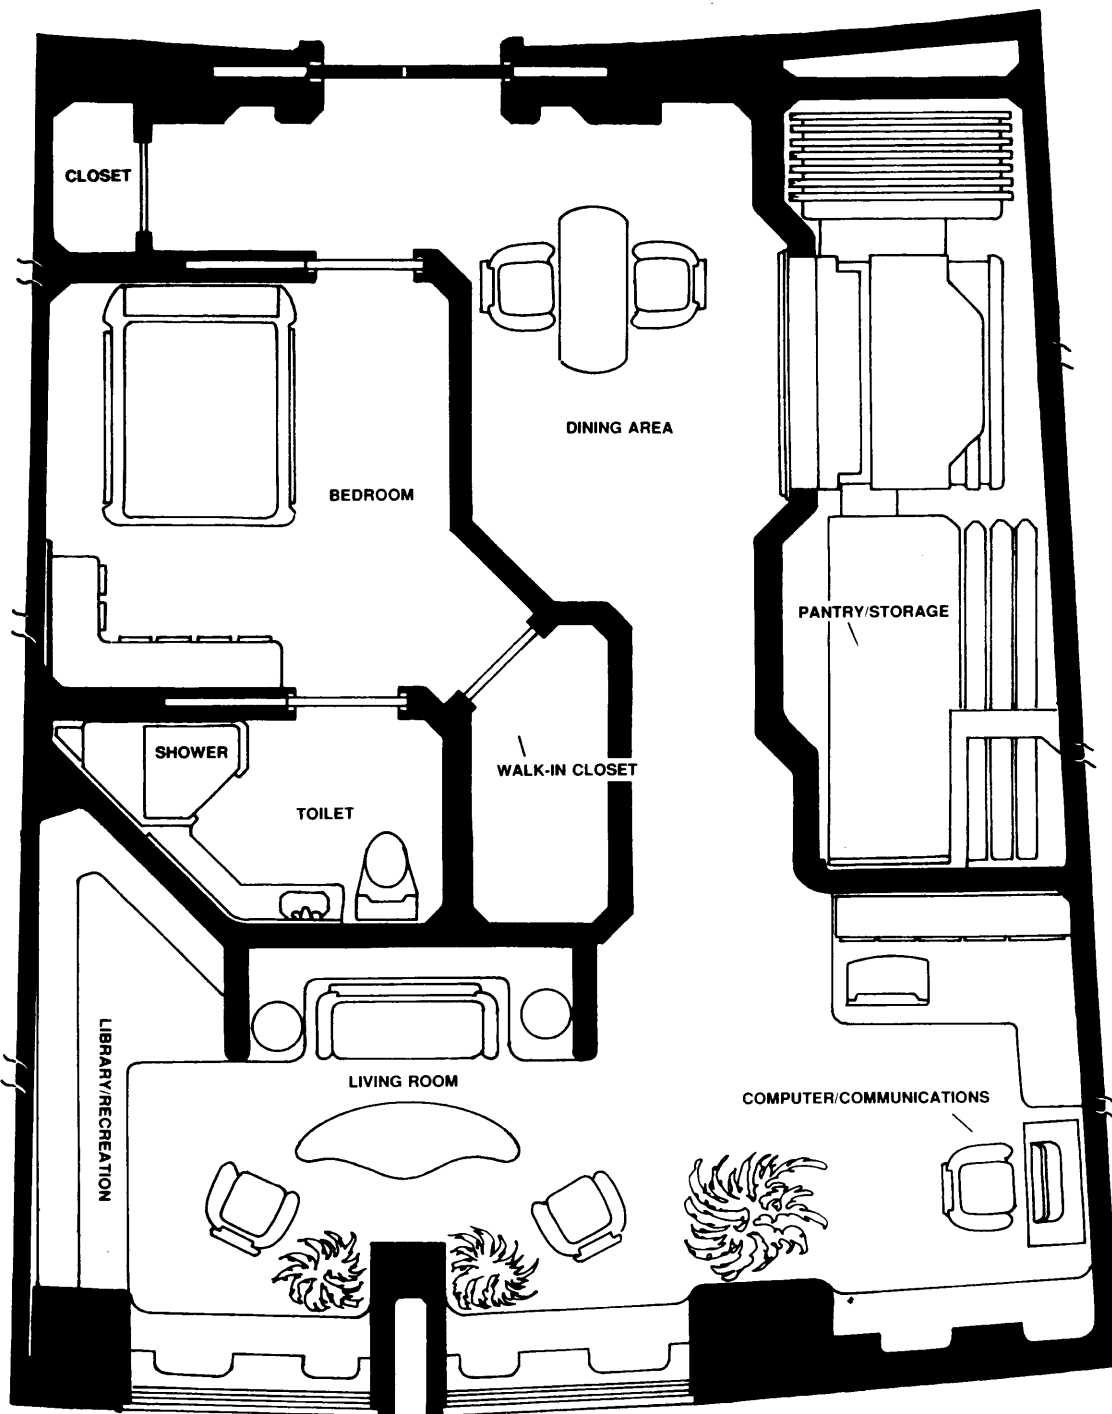 CLOSET
DINING AREA
BEDROOM
PANTRY/STORAGE
SHOWER
WALK-IN CLOSET
TOILET
LIBRARY/RECREATION
LIVING ROOM
COMPUTER/COMMUNICATIONS